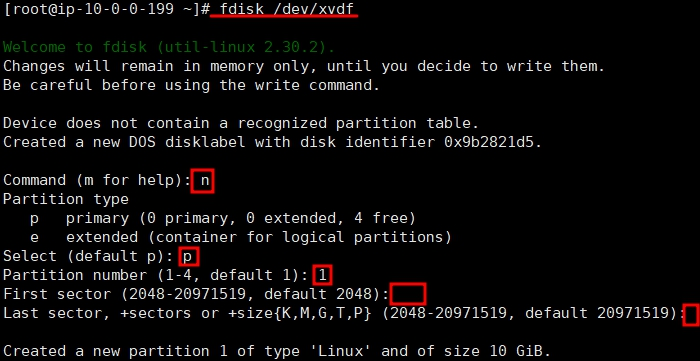 [root@ip-10-0-0-199 ~]# fdisk /dev/xvdf
Welcome to fdisk (util-linux 2.30.2).
Changes will remain in memory only, until you decide to write them.
Be careful before using the write command.
Device does not contain a recognized partition table.
Created a new DOS disklabel with disk identifier 0x9b2821d5.
Command (m for help): n
Partition type
   p   primary (0 primary, 0 extended, 4 free)
   e   extended (container for logical partitions)
Select (default p): p
Partition number (1-4, default 1): 1
First sector (2048-20971519, default 2048):
Last sector, +sectors or +size{K,M,G,T,P} (2048-20971519, default 20971519):
Created a new partition 1 of type 'Linux' and of size 10 GiB.